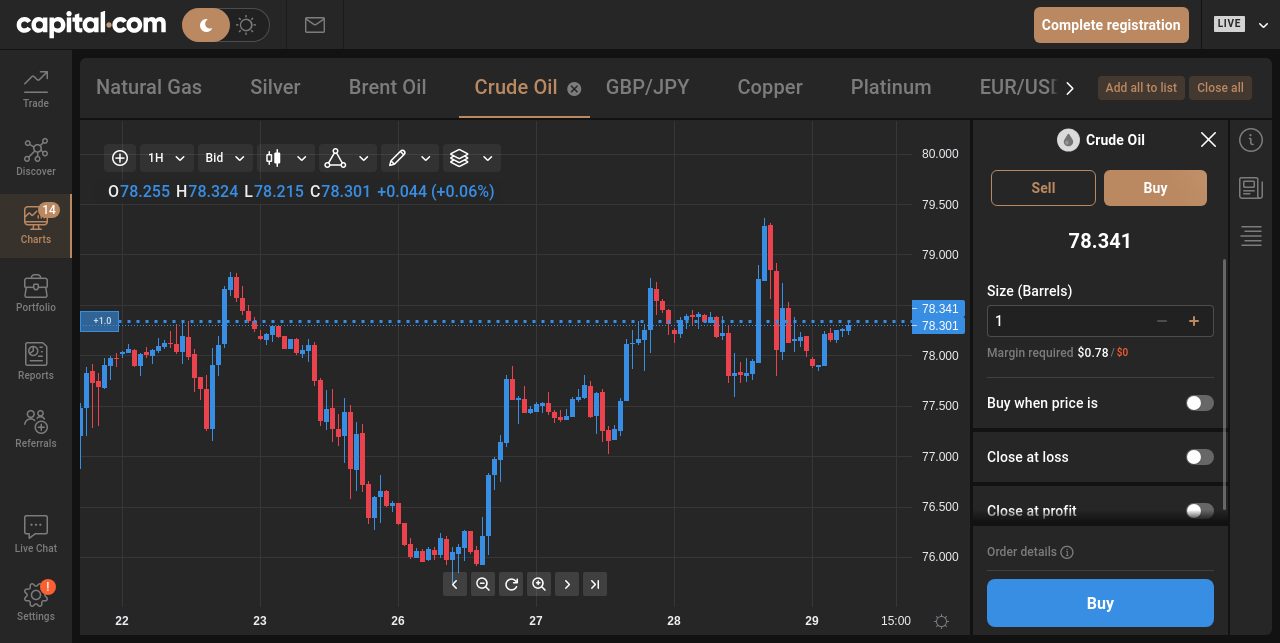 capital.com
Complete registration
LIVE
Trade
Discover
14
Charts
Portfolio
Reports
Referrals
Live Chat
!
Settings
Natural Gas
Silver
Brent Oil
Crude Oil
GBP/JPY
Copper
Platinum
EUR/USD
Add all to list
Close all
1H
Bid
O78.255 H78.324 L78.215 C78.301 +0.044 (+0.06%)
+1.0
80.000
79.500
79.000
78.341
78.301
78.000
77.500
77.000
76.500
76.000
22
23
26
27
28
29
15:00
Crude Oil
Sell
Buy
78.341
Size (Barrels)
1
Margin required $0.78 / $0
Buy when price is
Close at loss
Close at profit
Order details
Buy